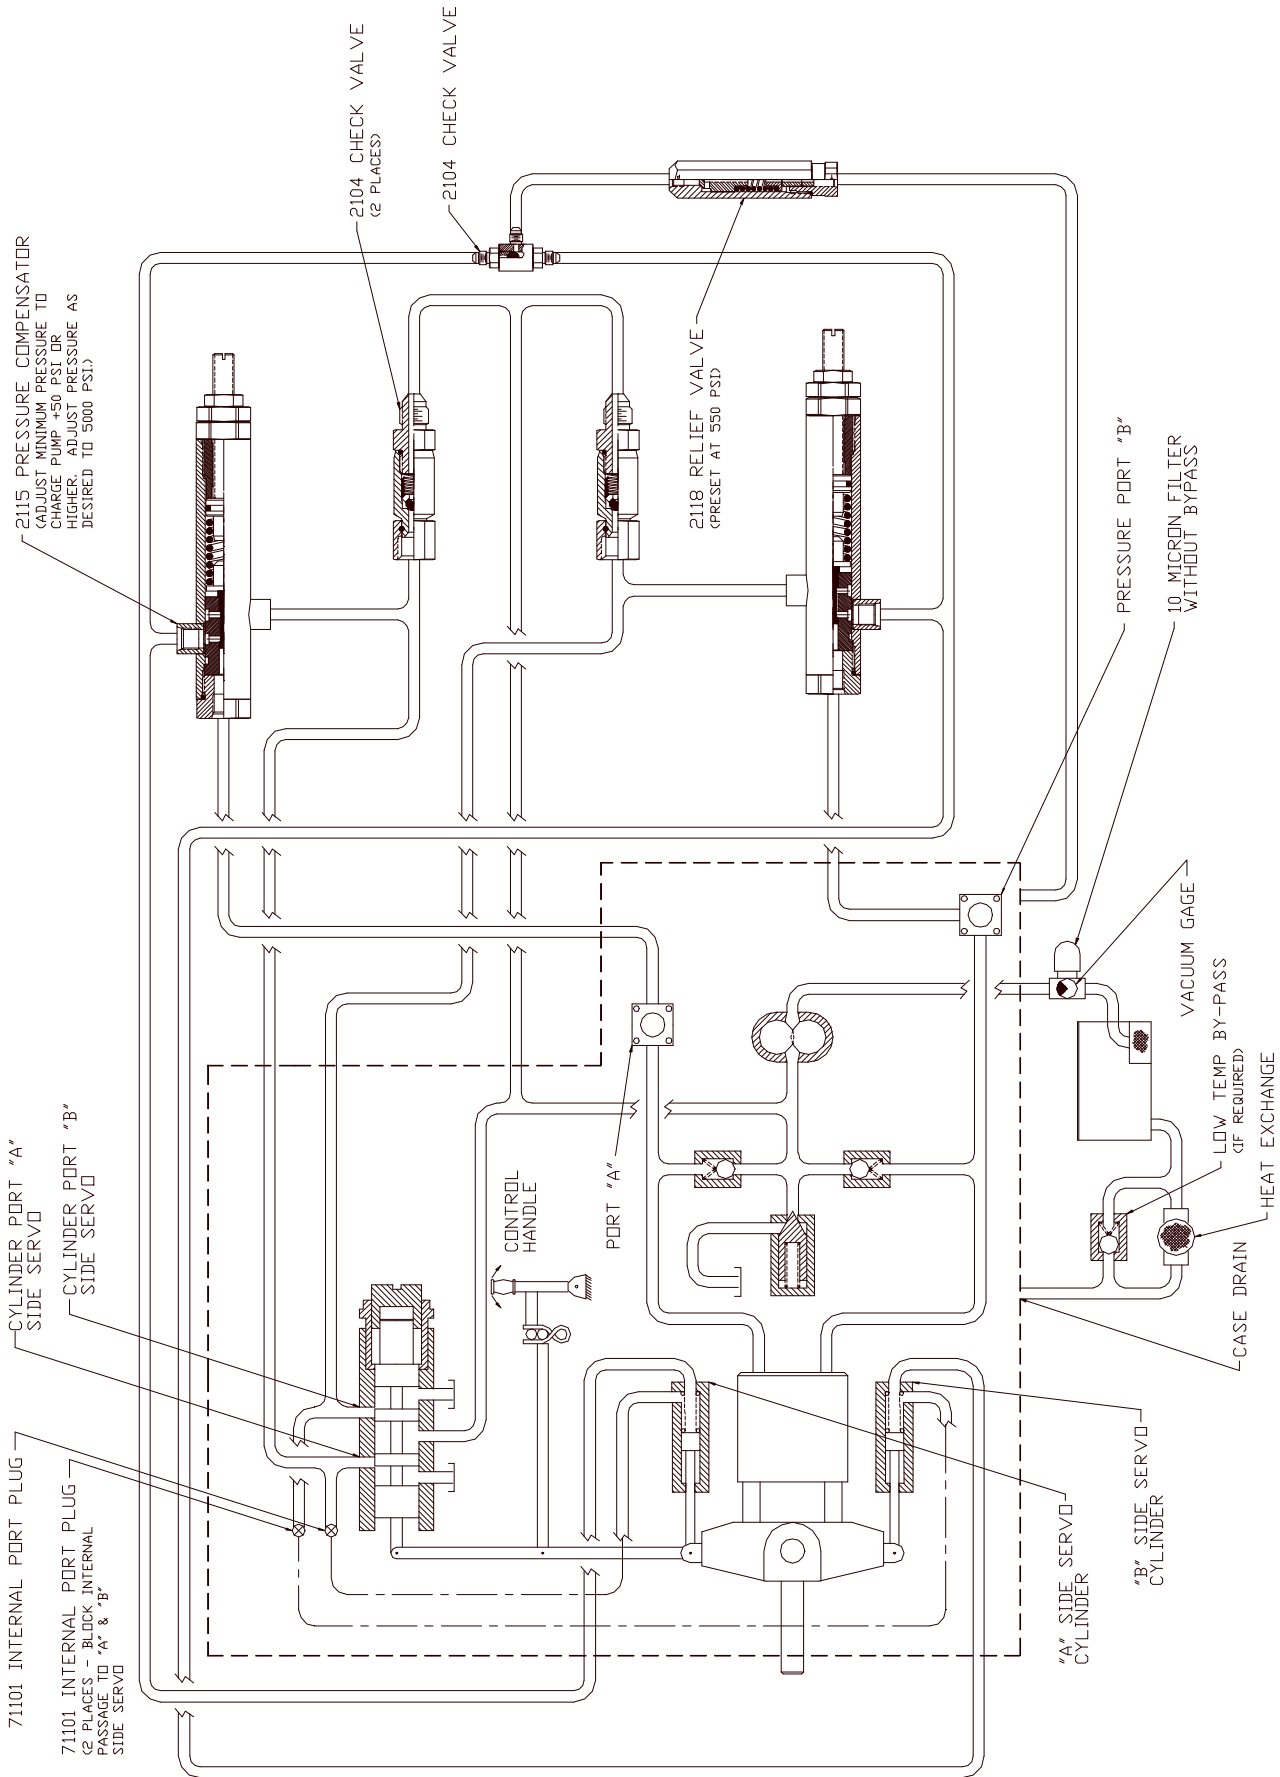 71101 INTERNAL PORT PLUG
71101 INTERNAL PORT PLUG
(2 PLACES - BLOCK INTERNAL
PASSAGE TO "A" & "B"
SIDE SERVO
CYLINDER PORT "A"
SIDE SERVO
CYLINDER PORT "B"
SIDE SERVO
2115 PRESSURE COMPENSATOR
(ADJUST MINIMUM PRESSURE TO
CHARGE PUMP +50 PSI OR
HIGHER. ADJUST PRESSURE AS
DESIRED TO 5000 PSI.)
2104 CHECK VALVE
(2 PLACES)
2104 CHECK VALVE
CONTROL
HANDLE
PORT "A"
2118 RELIEF VALVE
(PRESET AT 550 PSI)
"A" SIDE SERVO
CYLINDER
"B" SIDE SERVO
CYLINDER
CASE DRAIN
HEAT EXCHANGE
LOW TEMP BY-PASS
(IF REQUIRED)
VACUUM GAGE
10 MICRON FILTER
WITHOUT BYPASS
PRESSURE PORT "B"